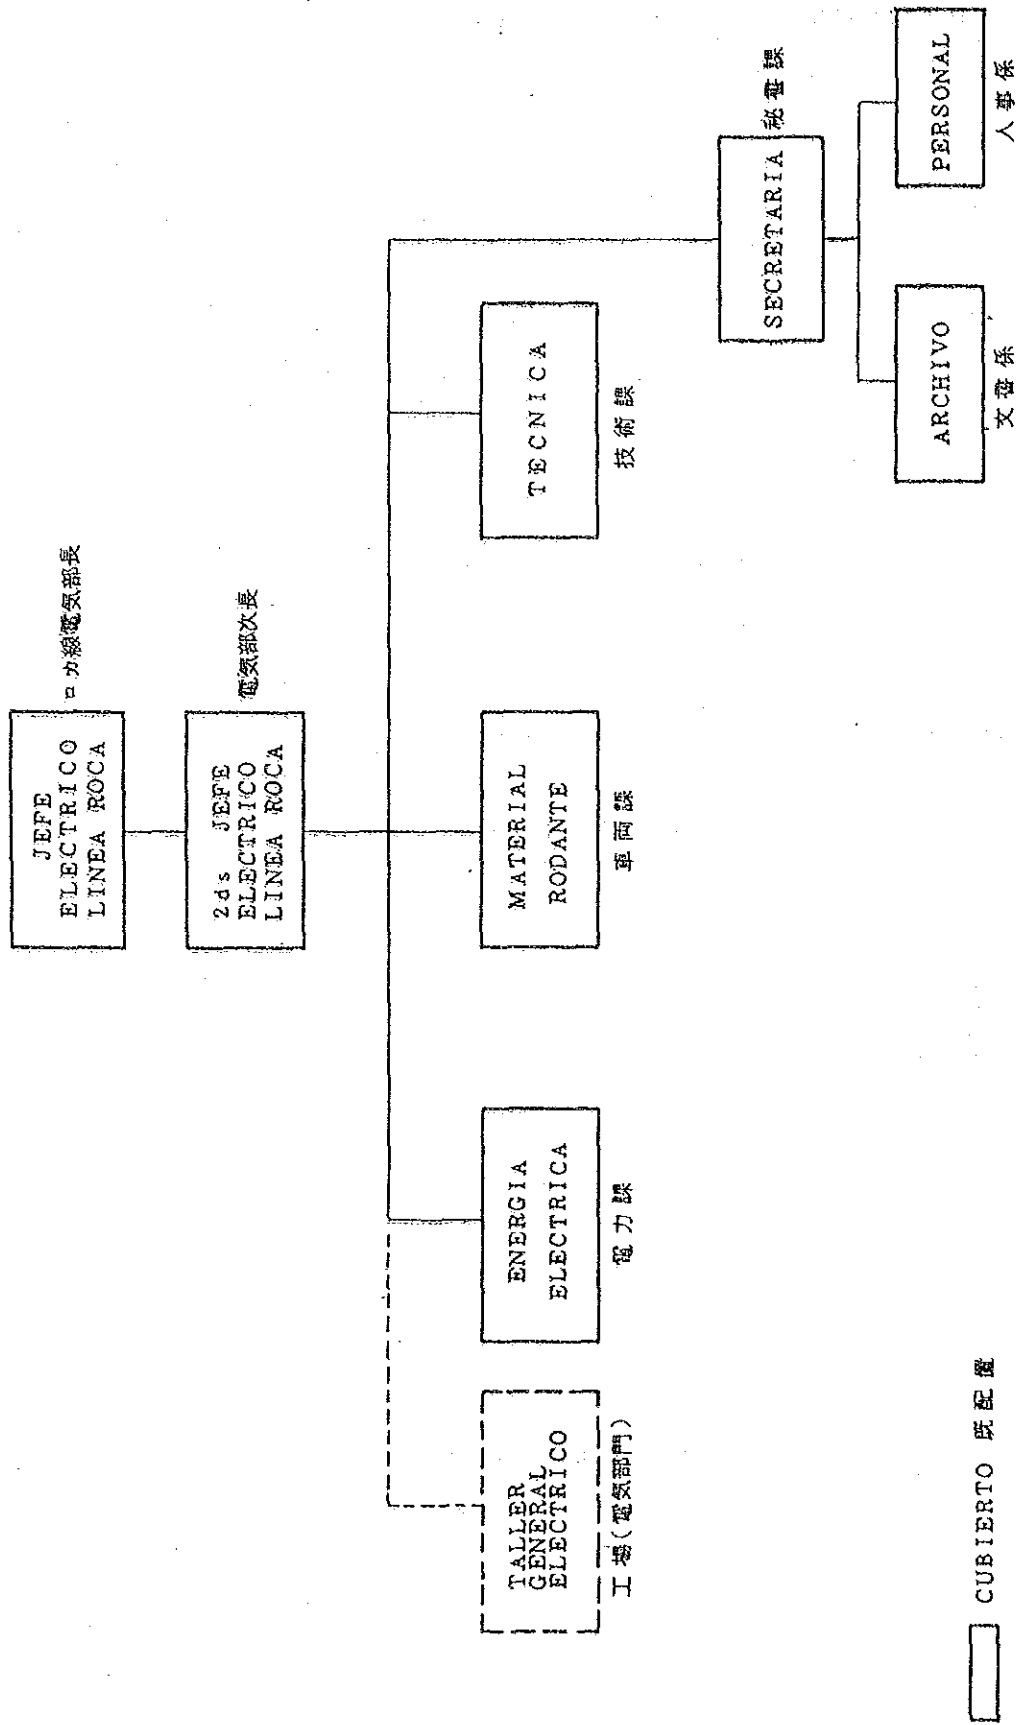 JEFE
ELECTRICO
LINEA ROCA
ロカ線電気部長
2ds JEFE
ELECTRICO
LINEA ROCA
電気部次長
TALLER
GENERAL
ELECTRICO
工場(電気部門)
ENERGIA
ELECTRICA
電力課
MATERIAL
RODANTE
車両課
TECNICA
技術課
SECRETARIA
秘書課
ARCHIVO
文書係
PERSONAL
人事係
CUBIERTO 既配置